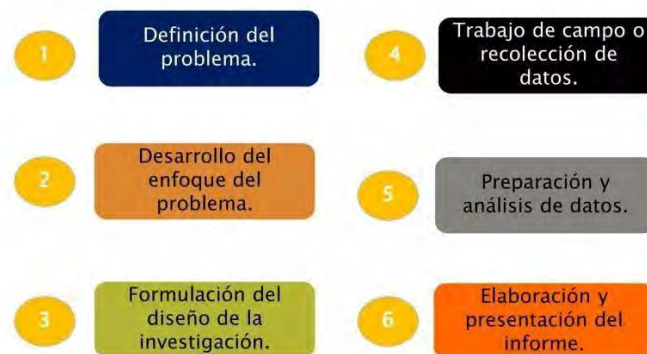 1
Definición del
problema.
2
Desarrollo del
enfoque del
problema.
3
Formulación del
diseño de la
investigación.
4
Trabajo de campo o
recolección de
datos.
5
Preparación y
análisis de datos.
6
Elaboración y
presentación del
informe.